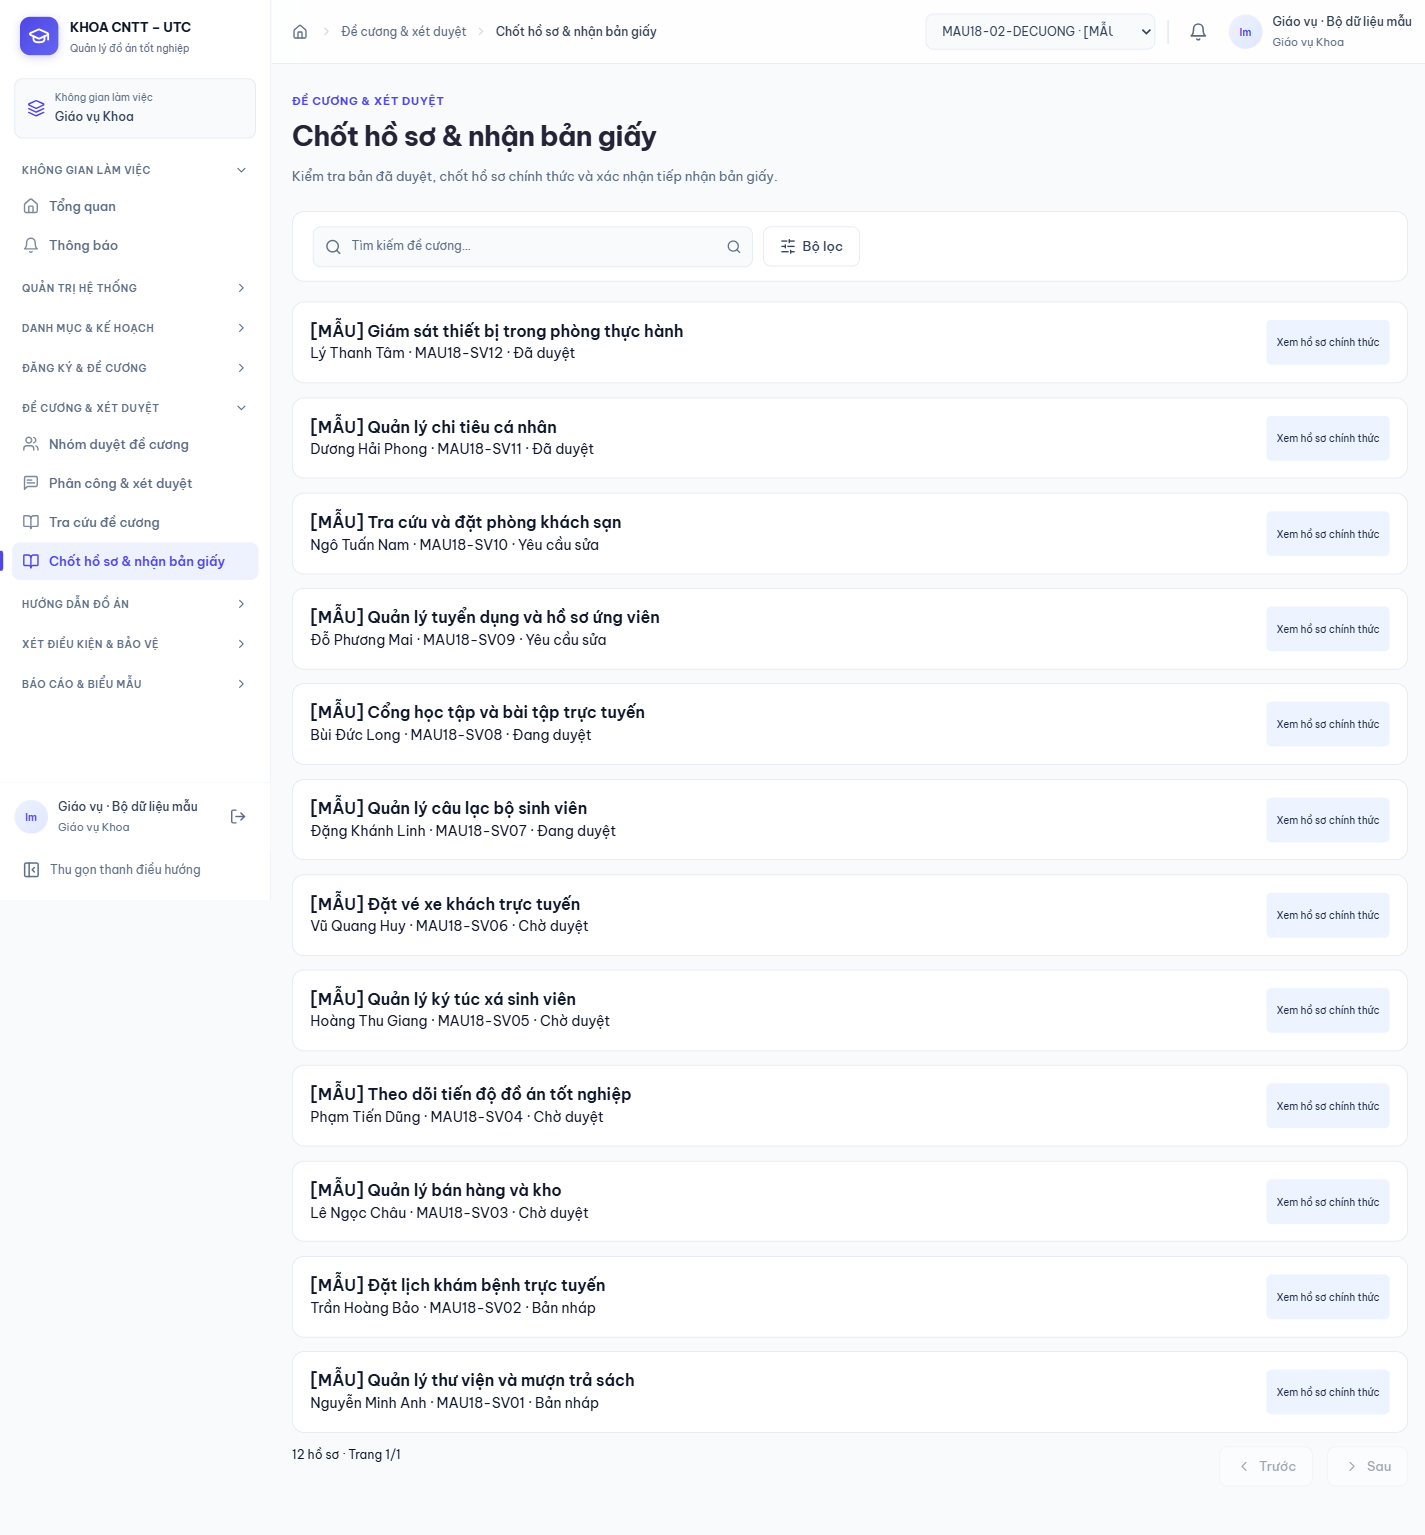 KHOA CNTT – UTC
Quản lý đồ án tốt nghiệp
Không gian làm việc
Giáo vụ Khoa
KHÔNG GIAN LÀM VIỆC
Tổng quan
Thông báo
QUẢN TRỊ HỆ THỐNG
DANH MỤC & KẾ HOẠCH
ĐĂNG KÝ & ĐỀ CƯƠNG
ĐỀ CƯƠNG & XÉT DUYỆT
Nhóm duyệt đề cương
Phân công & xét duyệt
Tra cứu đề cương
Chốt hồ sơ & nhận bản giấy
HƯỚNG DẪN ĐỒ ÁN
XÉT ĐIỀU KIỆN & BẢO VỆ
BÁO CÁO & BIỂU MẪU
Im
Giáo vụ · Bộ dữ liệu mẫu
Giáo vụ Khoa
Thu gọn thanh điều hướng
Đề cương & xét duyệt
Chốt hồ sơ & nhận bản giấy
MAU18-02-DECUONG · [MẪU
Im
Giáo vụ · Bộ dữ liệu mẫu
Giáo vụ Khoa
ĐỀ CƯƠNG & XÉT DUYỆT
Chốt hồ sơ & nhận bản giấy
Kiểm tra bản đã duyệt, chốt hồ sơ chính thức và xác nhận tiếp nhận bản giấy.
Tìm kiếm đề cương...
Bộ lọc
[MẪU] Giám sát thiết bị trong phòng thực hành
Lý Thanh Tâm · MAU18-SV12 · Đã duyệt
Xem hồ sơ chính thức
[MẪU] Quản lý chi tiêu cá nhân
Dương Hải Phong · MAU18-SV11 · Đã duyệt
Xem hồ sơ chính thức
[MẪU] Tra cứu và đặt phòng khách sạn
Ngô Tuấn Nam · MAU18-SV10 · Yêu cầu sửa
Xem hồ sơ chính thức
[MẪU] Quản lý tuyển dụng và hồ sơ ứng viên
Đỗ Phương Mai · MAU18-SV09 · Yêu cầu sửa
Xem hồ sơ chính thức
[MẪU] Cổng học tập và bài tập trực tuyến
Bùi Đức Long · MAU18-SV08 · Đang duyệt
Xem hồ sơ chính thức
[MẪU] Quản lý câu lạc bộ sinh viên
Đặng Khánh Linh · MAU18-SV07 · Đang duyệt
Xem hồ sơ chính thức
[MẪU] Đặt vé xe khách trực tuyến
Vũ Quang Huy · MAU18-SV06 · Chờ duyệt
Xem hồ sơ chính thức
[MẪU] Quản lý ký túc xá sinh viên
Hoàng Thu Giang · MAU18-SV05 · Chờ duyệt
Xem hồ sơ chính thức
[MẪU] Theo dõi tiến độ đồ án tốt nghiệp
Phạm Tiến Dũng · MAU18-SV04 · Chờ duyệt
Xem hồ sơ chính thức
[MẪU] Quản lý bán hàng và kho
Lê Ngọc Châu · MAU18-SV03 · Chờ duyệt
Xem hồ sơ chính thức
[MẪU] Đặt lịch khám bệnh trực tuyến
Trần Hoàng Bảo · MAU18-SV02 · Bản nháp
Xem hồ sơ chính thức
[MẪU] Quản lý thư viện và mượn trả sách
Nguyễn Minh Anh · MAU18-SV01 · Bản nháp
Xem hồ sơ chính thức
12 hồ sơ · Trang 1/1
Trước
Sau